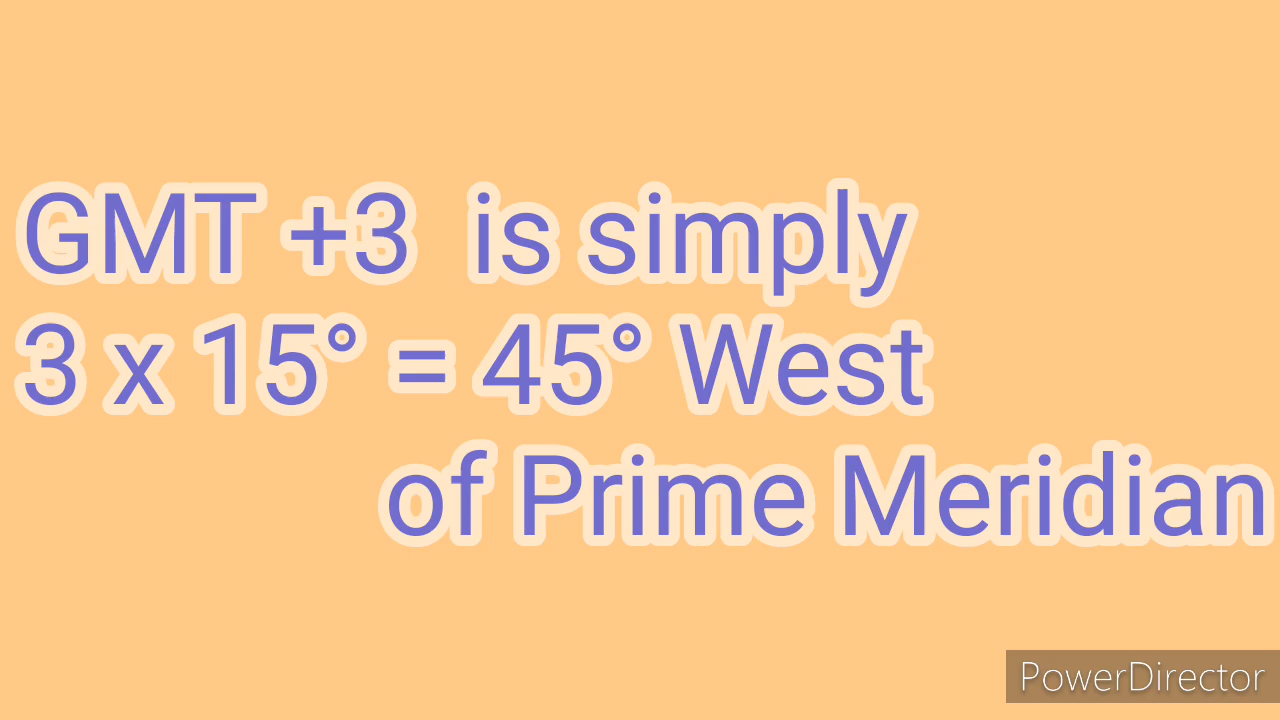 GMT +3 is simply
3 x 15° = 45° West
of Prime Meridian
PowerDirector